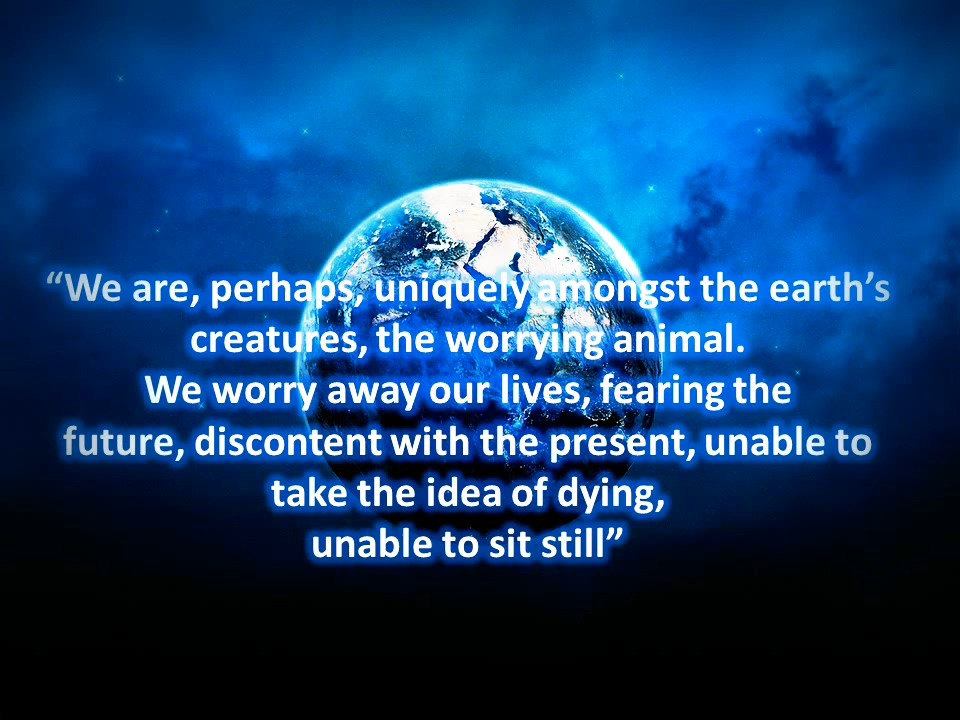 “We are, perhaps, uniquely amongst the earth’s
creatures, the worrying animal.
We worry away our lives, fearing the
future, discontent with the present, unable to
take the idea of dying,
unable to sit still”